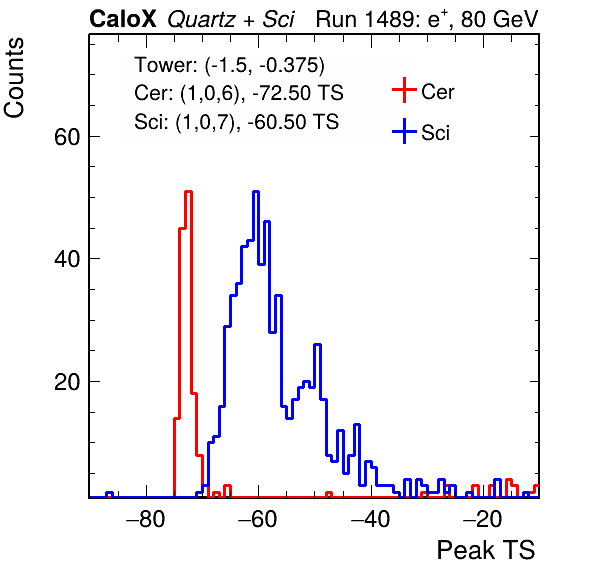 CaloX Quartz + Sci Run 1489: e+, 80 GeV
Counts
Tower: (-1.5, -0.375)
Cer: (1,0,6), -72.50 TS
Sci: (1,0,7), -60.50 TS
Cer
Sci
60
40
20
−80 −60 −40 −20
Peak TS